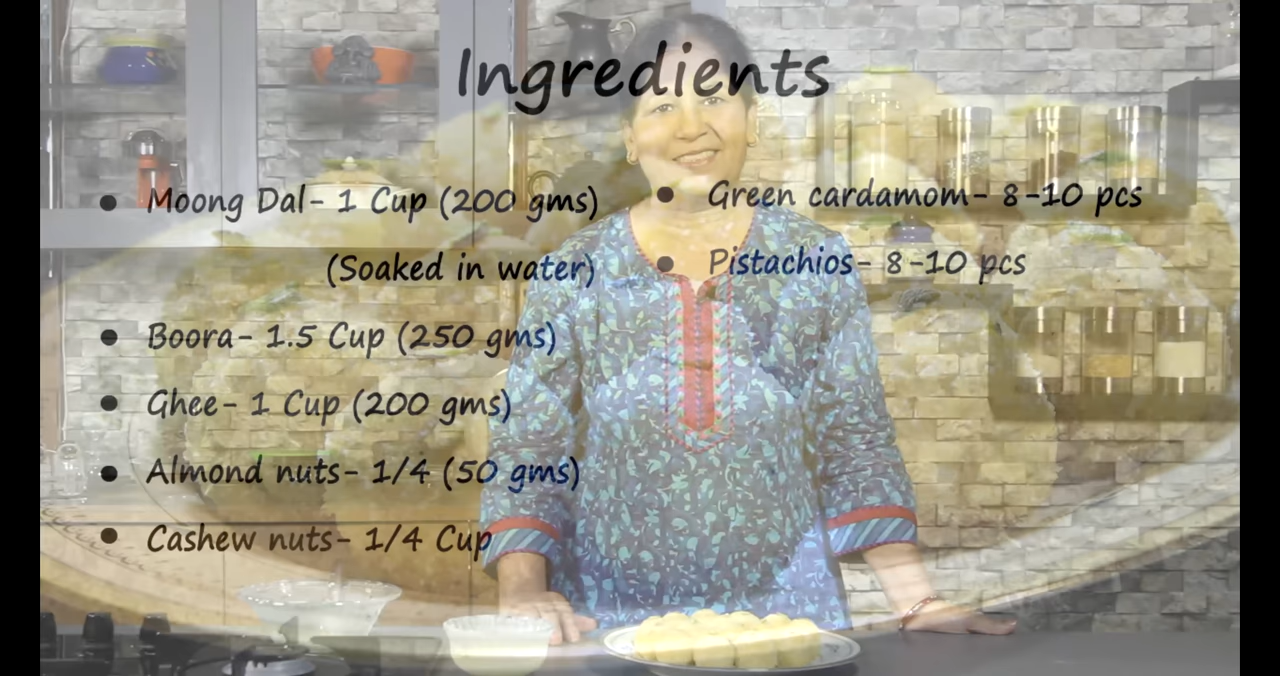 Ingredients
• Moong Dal- 1 Cup (200 gms)
(Soaked in water)
• Boora- 1.5 Cup (250 gms)
• Ghee- 1 Cup (200 gms)
• Almond nuts- 1/4 (50 gms)
• Cashew nuts- 1/4 Cup
• Green cardamom- 8-10 pcs
• Pistachios- 8-10 pcs